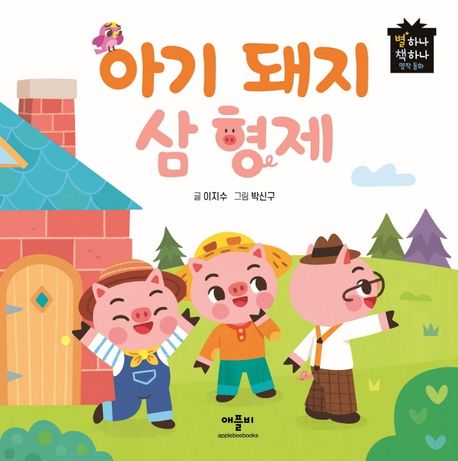 별하나
책하나
명작 동화
아기 돼지
삼 형제
글 이지수 그림 박신구
애플비
applebeebooks